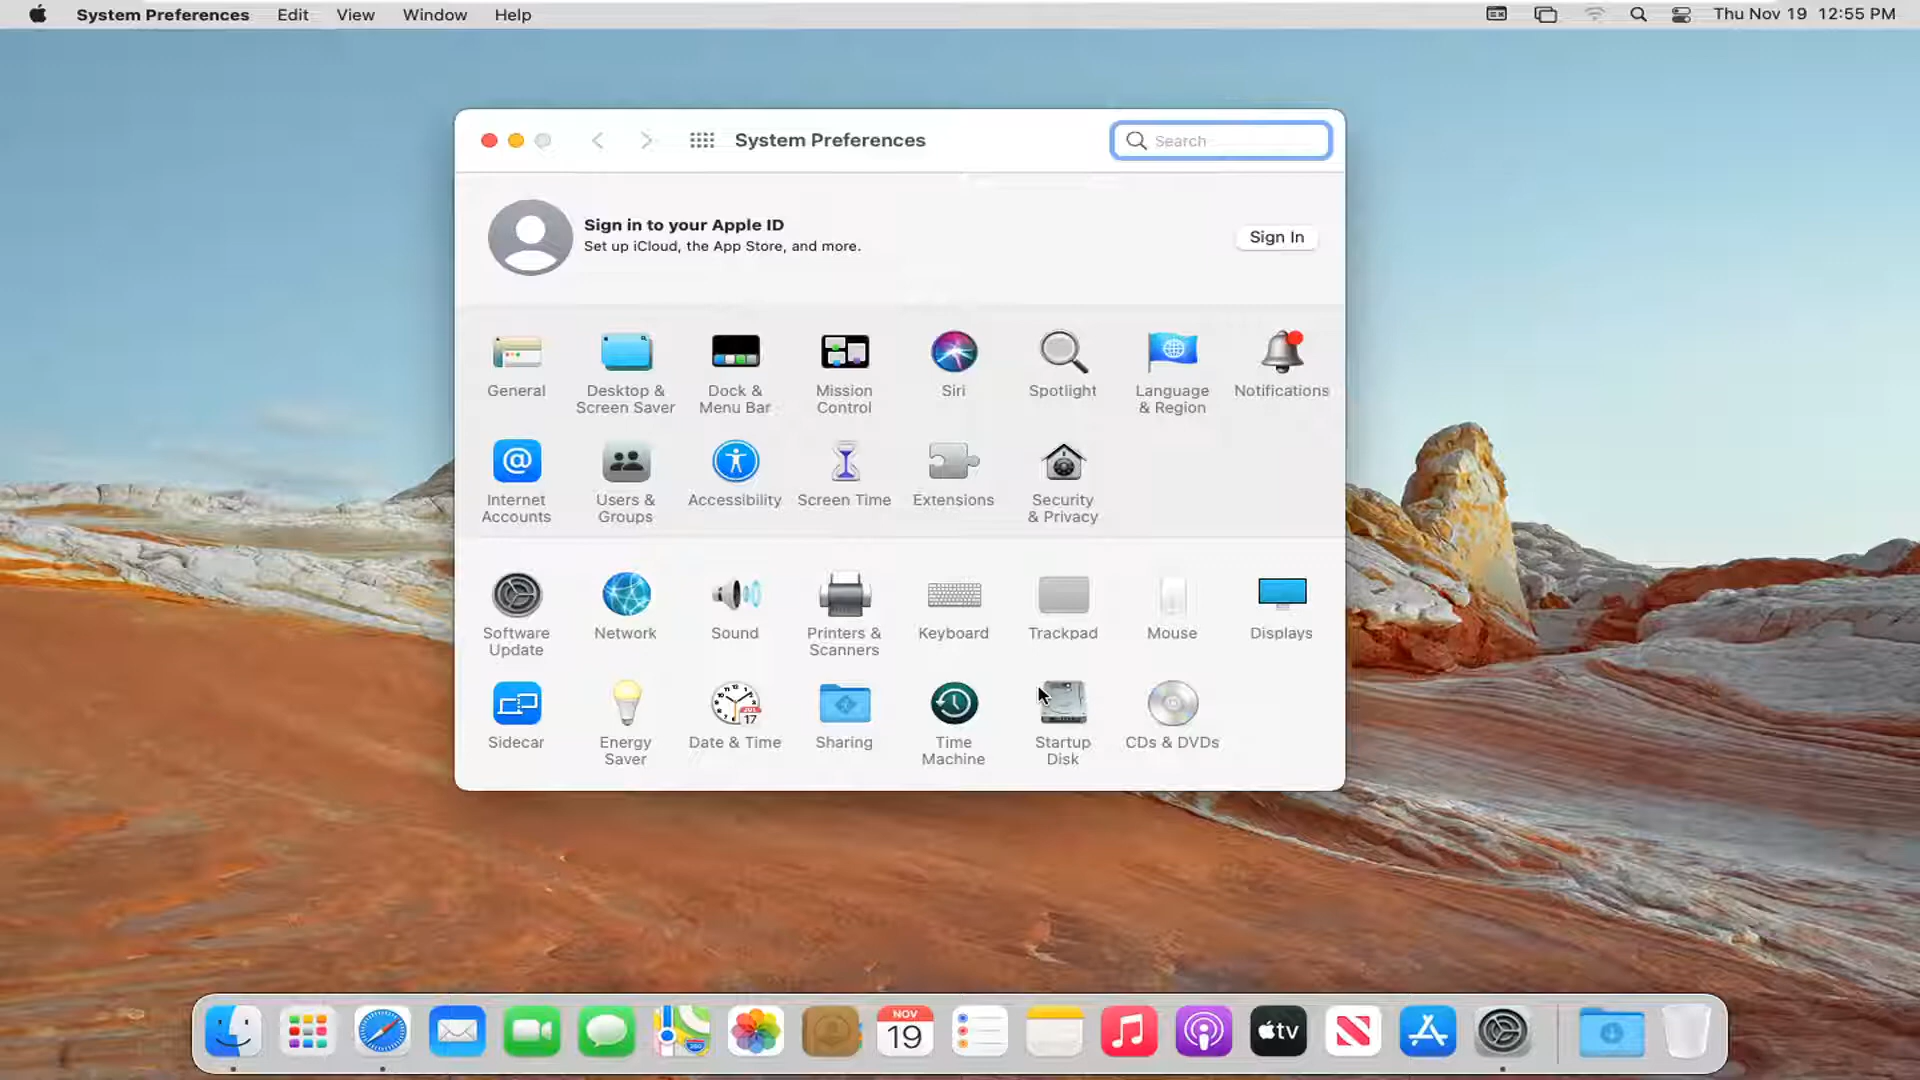 System Preferences Edit View Window Help Thu Nov 19 12:55 PM
System Preferences Search
Sign in to your Apple ID
Set up iCloud, the App Store, and more.
Sign In
General
Desktop &
Screen Saver
Dock &
Menu Bar
Mission
Control
Siri
Spotlight
Language
& Region
Notifications
Internet
Accounts
Users &
Groups
Accessibility
Screen Time
Extensions
Security
& Privacy
Software
Update
Network
Sound
Printers &
Scanners
Keyboard
Trackpad
Mouse
Displays
Sidecar
Energy
Saver
JUL
17
Date & Time
Sharing
Time
Machine
Startup
Disk
CDs & DVDs
NOV
19
tv